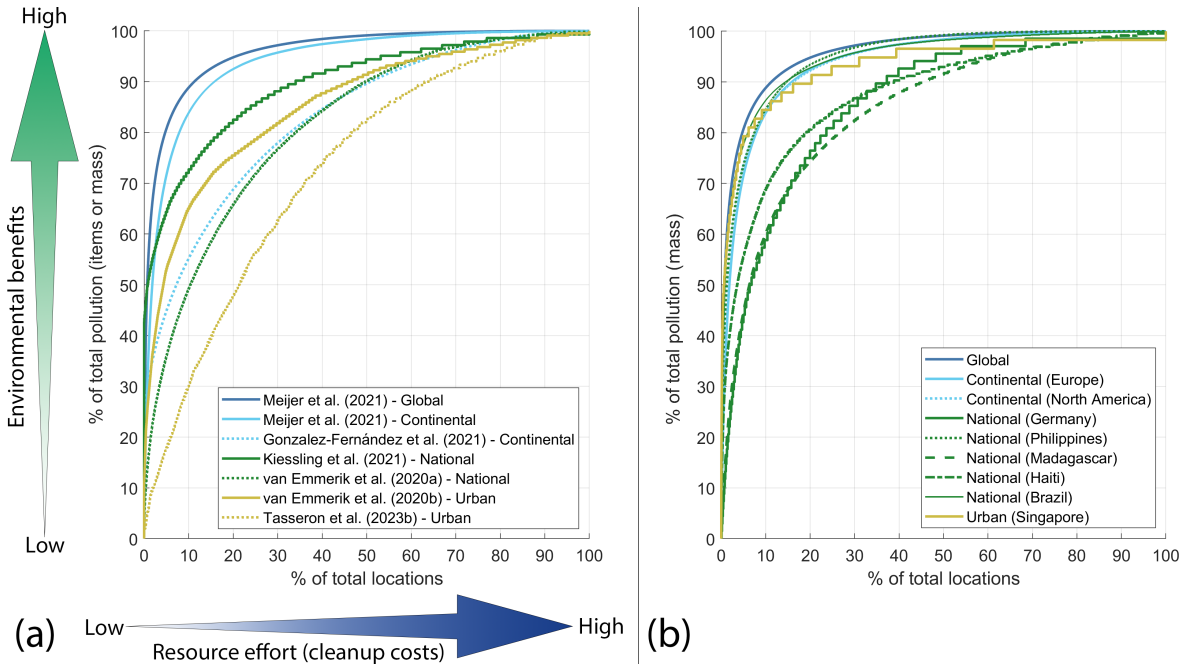 High
Environmental benefits
Low
% of total pollution (items or mass)
100
90
80
70
60
50
40
30
20
10
0
Meijer et al. (2021) - Global
Meijer et al. (2021) - Continental
Gonzalez-Fernández et al. (2021) - Continental
Kiessling et al. (2021) - National
van Emmerik et al. (2020a) - National
van Emmerik et al. (2020b) - Urban
Tasseron et al. (2023b) - Urban
0 10 20 30 40 50 60 70 80 90 100
% of total locations
(a)
Low
High
Resource effort (cleanup costs)
% of total pollution (mass)
100
90
80
70
60
50
40
30
20
10
0
Global
Continental (Europe)
Continental (North America)
National (Germany)
National (Philippines)
National (Madagascar)
National (Haiti)
National (Brazil)
Urban (Singapore)
0 10 20 30 40 50 60 70 80 90 100
% of total locations
(b)